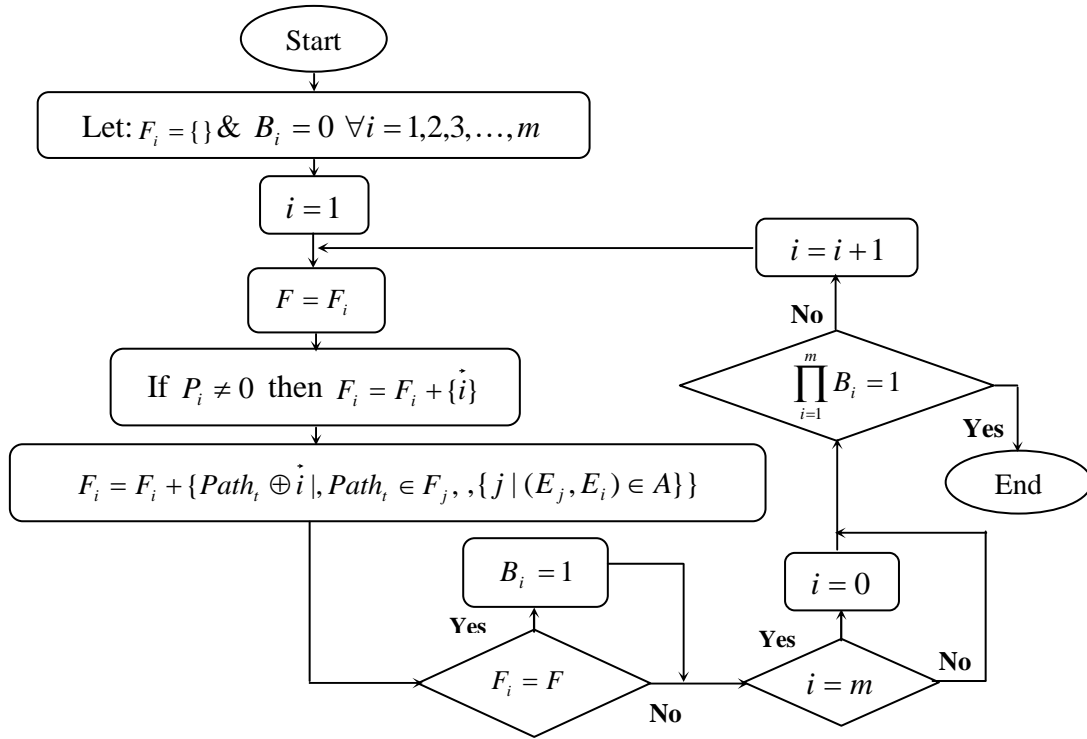 Start
Let: F_i = {} & B_i = 0 ∀i = 1,2,3,…,m
i = 1
i = i + 1
F = F_i
No
If P_i ≠ 0 then F_i = F_i + {i}
∏_{i=1}^{m} B_i = 1
Yes
F_i = F_i + {Path_t ⊕ i |, Path_t ∈ F_j, ,{j | (E_j, E_i) ∈ A}}
End
B_i = 1
i = 0
Yes
Yes
F_i = F
i = m
No
No